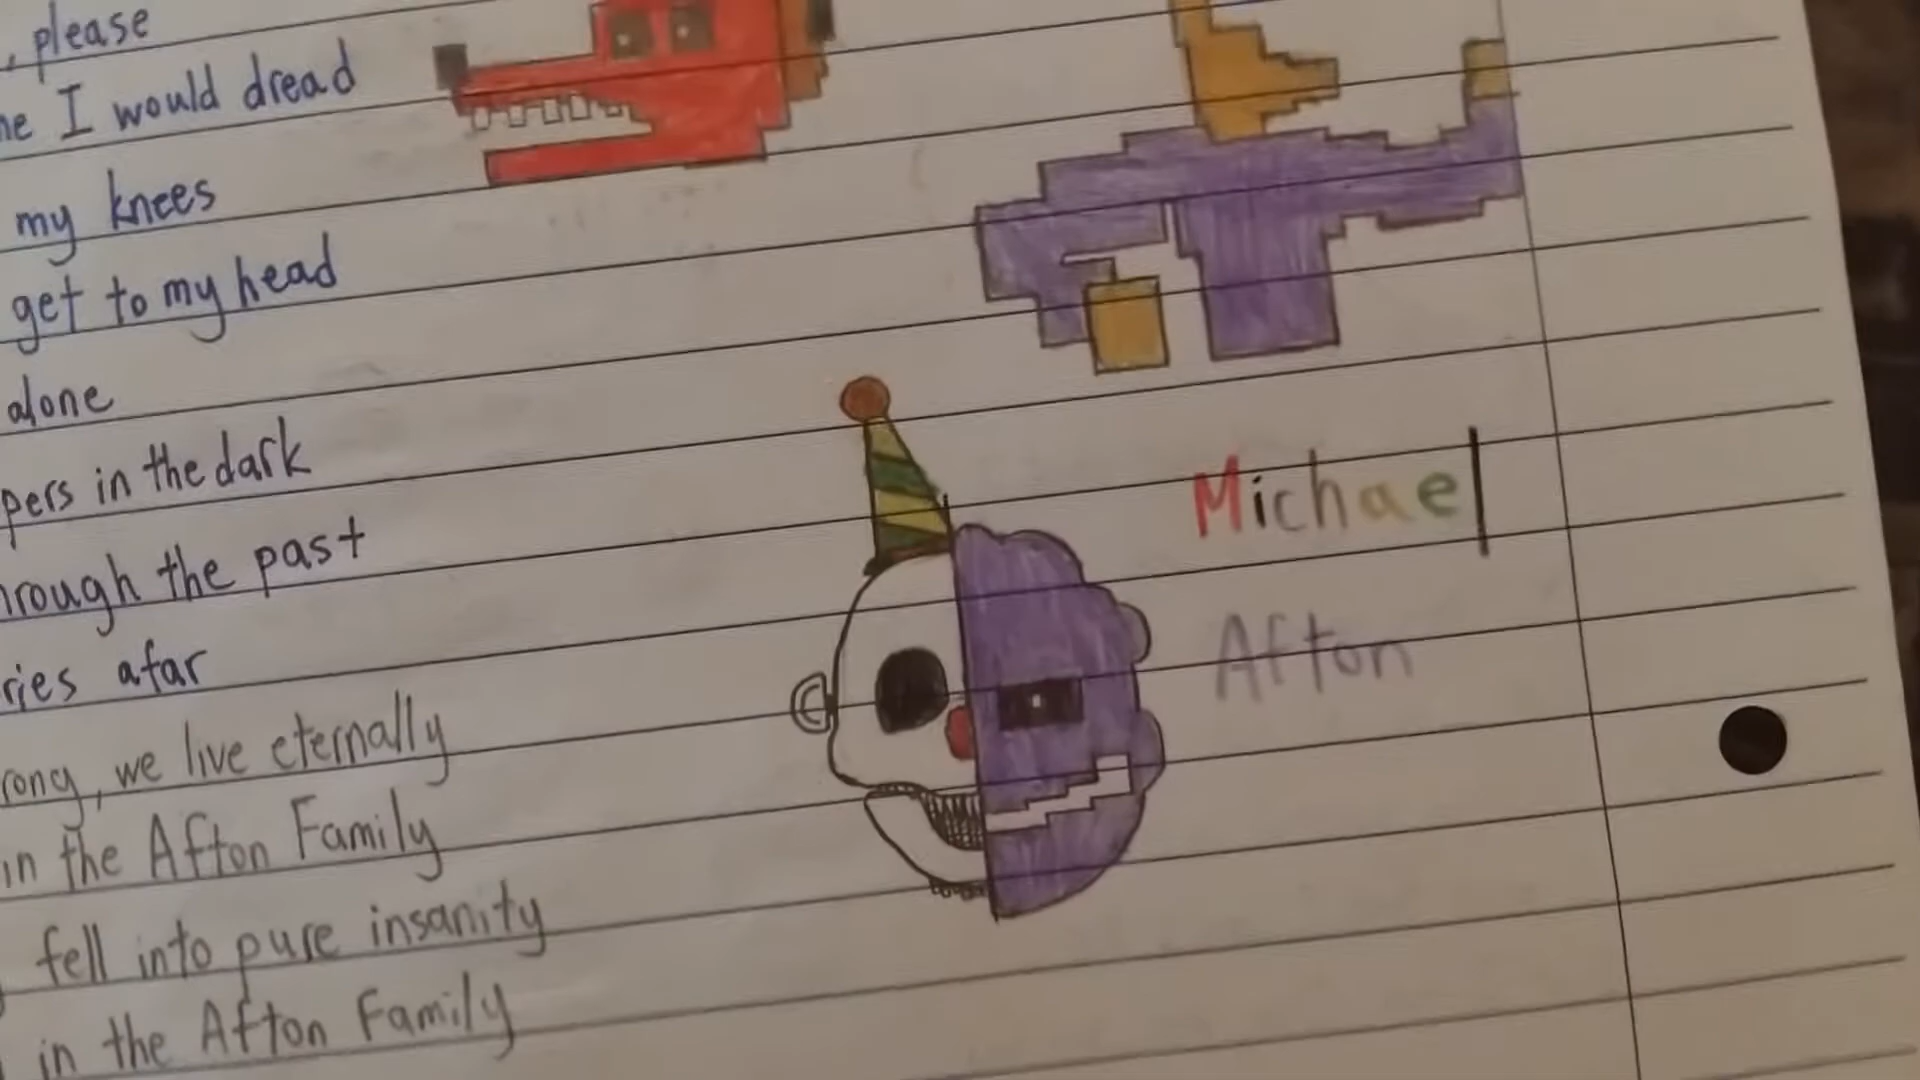 , please
I would dread
my knees
get to my head
alone
in the dark
the past
afar
, we live eternally
in the Afton Family
fell into pure insanity
in the Afton Family
Michael
Afton